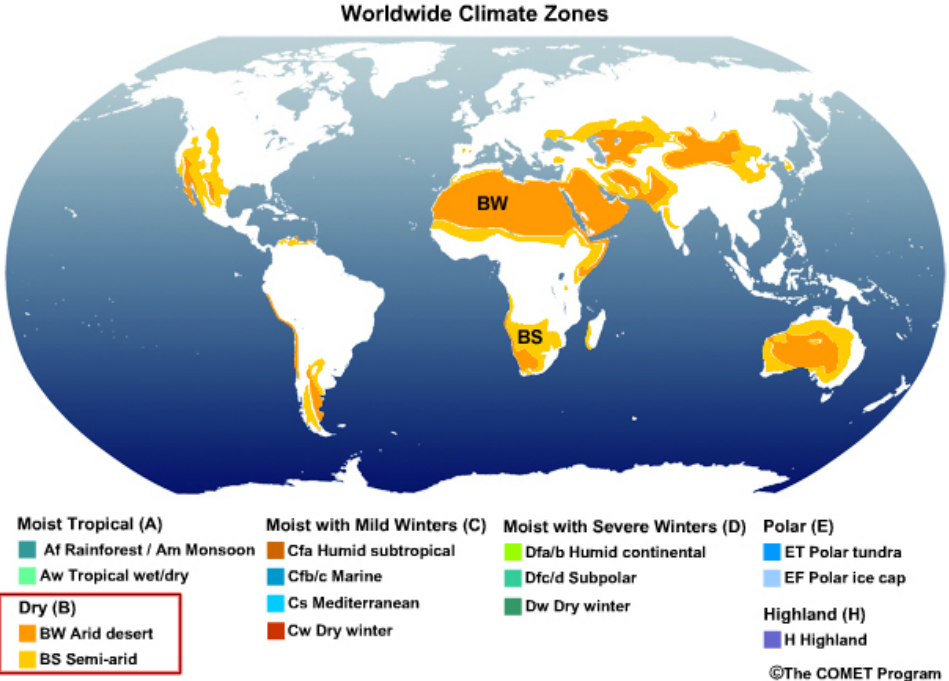 Worldwide Climate Zones
BW
BS
Moist Tropical (A)
Af Rainforest / Am Monsoon
Aw Tropical wet/dry
Dry (B)
BW Arid desert
BS Semi-arid
Moist with Mild Winters (C)
Cfa Humid subtropical
Cfb/c Marine
Cs Mediterranean
Cw Dry winter
Moist with Severe Winters (D)
Dfa/b Humid continental
Dfc/d Subpolar
Dw Dry winter
Polar (E)
ET Polar tundra
EF Polar ice cap
Highland (H)
H Highland
©The COMET Program